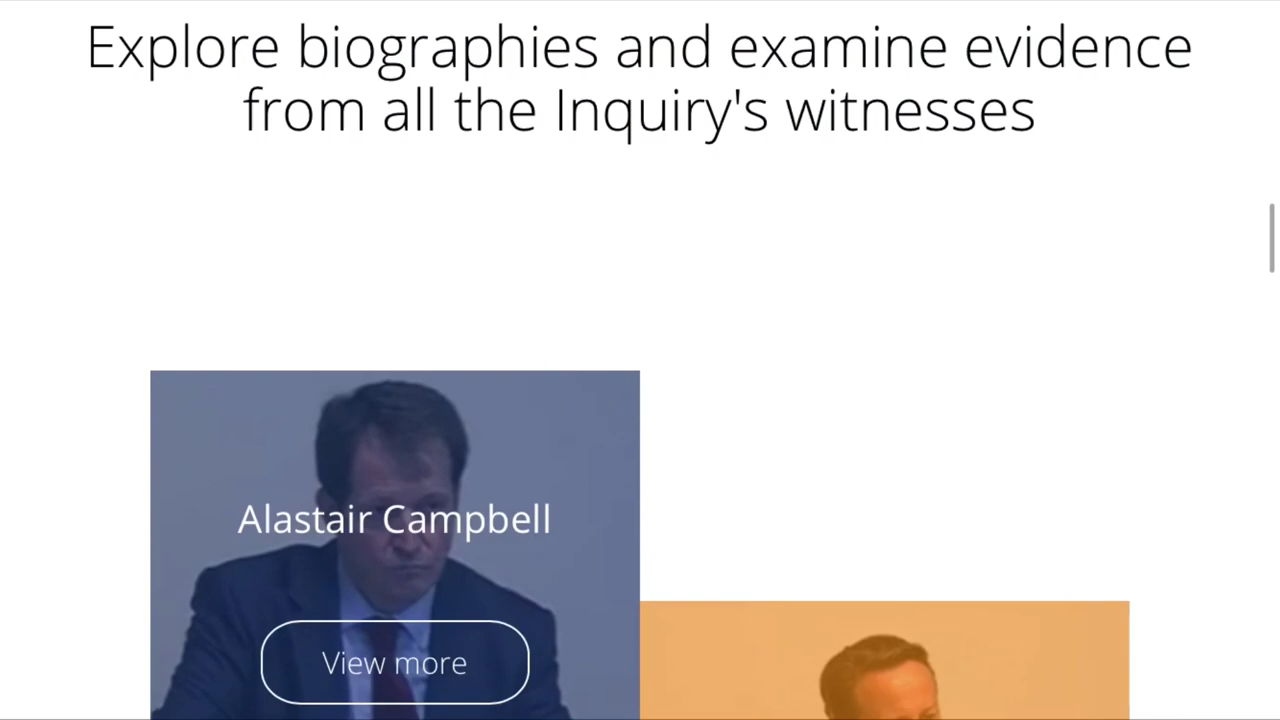 Explore biographies and examine evidence
from all the Inquiry's witnesses
Alastair Campbell
View more